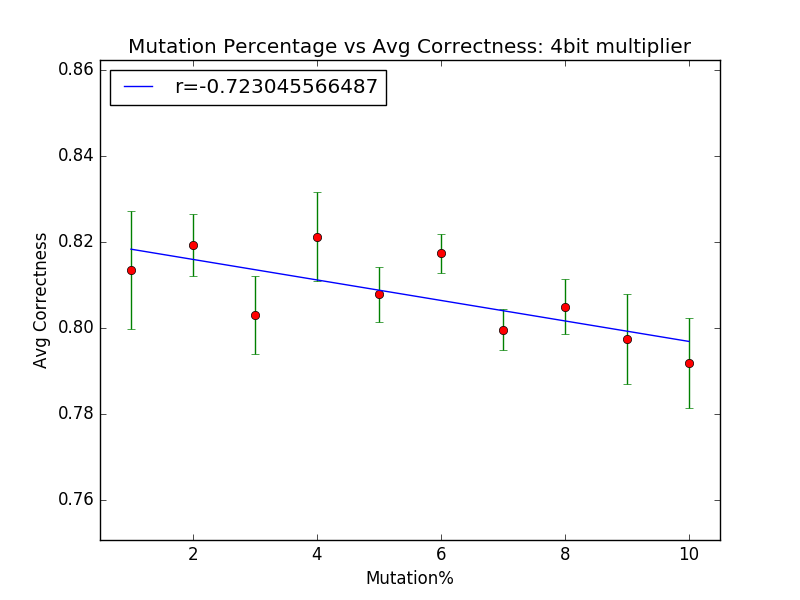 Mutation Percentage vs Avg Correctness: 4bit multiplier
r=-0.723045566487
0.86
0.84
0.82
0.80
0.78
0.76
Avg Correctness
2 4 6 8 10
Mutation%